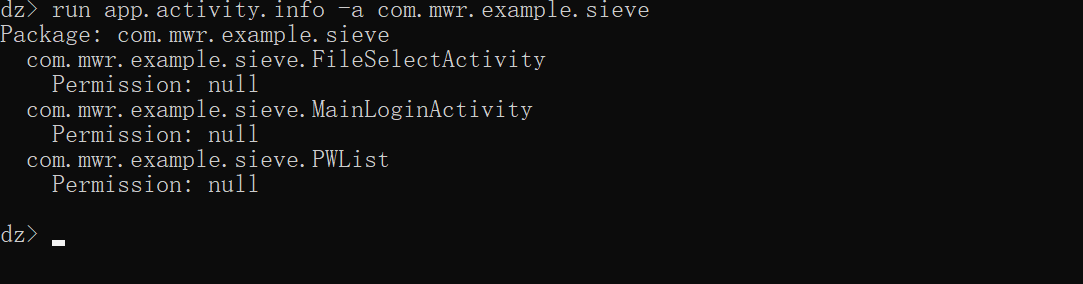 dz> run app.activity.info -a com.mwr.example.sieve
Package: com.mwr.example.sieve
  com.mwr.example.sieve.FileSelectActivity
    Permission: null
  com.mwr.example.sieve.MainLoginActivity
    Permission: null
  com.mwr.example.sieve.PWList
    Permission: null
dz>